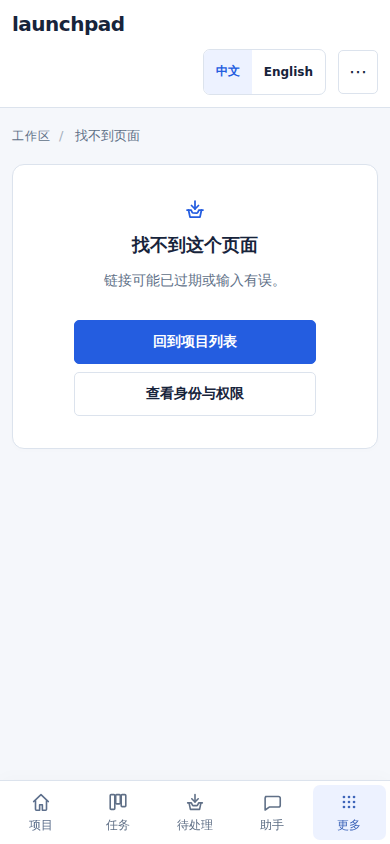 launchpad
中文 English
工作区 / 找不到页面
找不到这个页面
链接可能已过期或输入有误。
回到项目列表
查看身份与权限
项目 任务 待处理 助手 更多